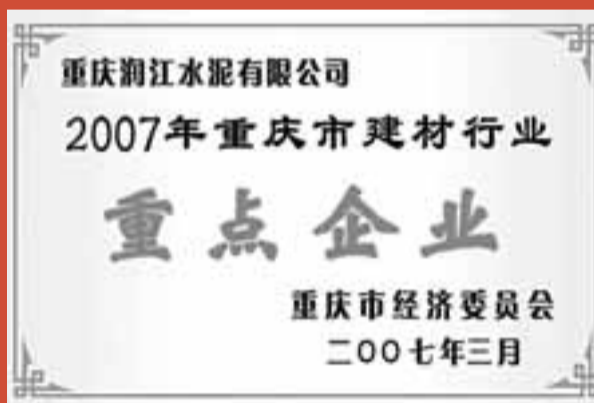 重庆润江水泥有限公司
2007年重庆市建材行业
重点企业
重庆市经济委员会
二〇〇七年三月